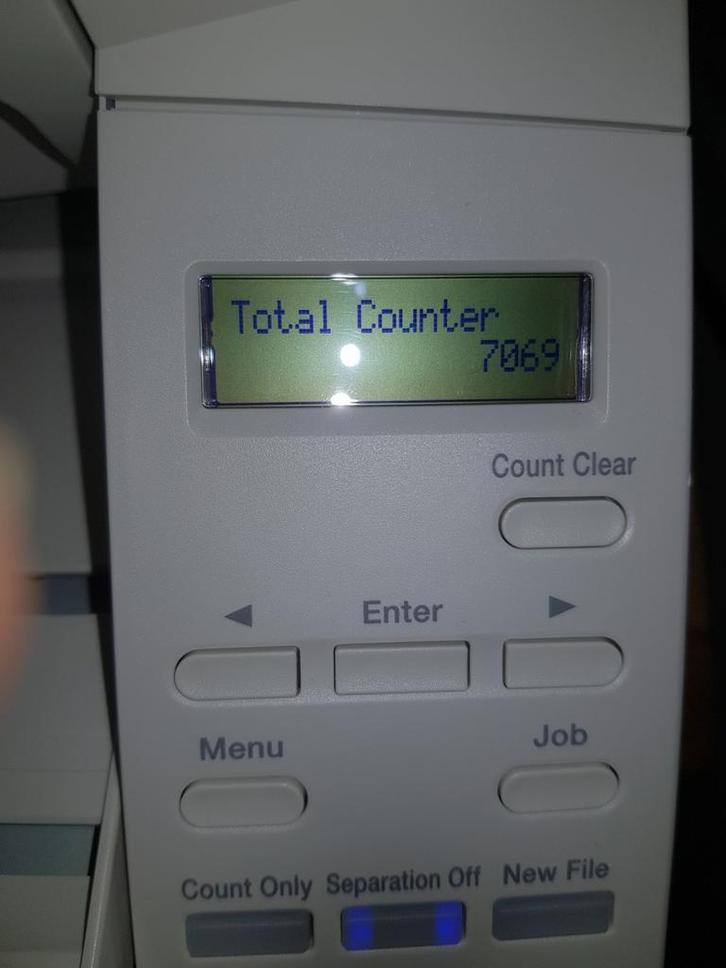 Total Counter
7069
Count Clear
◀ Enter ▶
Menu Job
Count Only Separation Off New File